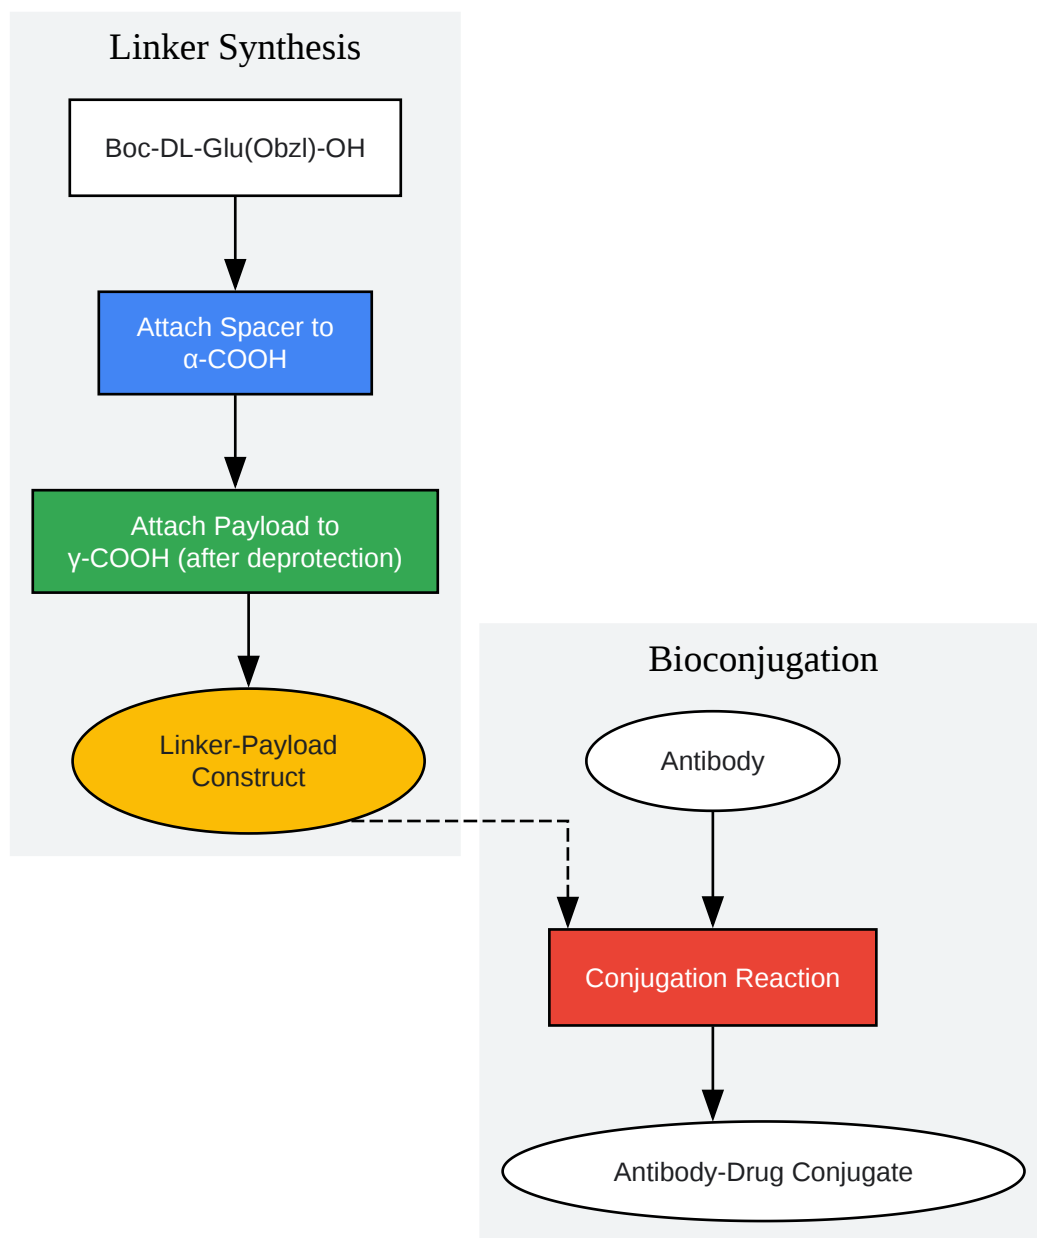 Linker Synthesis
Boc-DL-Glu(Obzl)-OH
Attach Spacer to
α-COOH
Attach Payload to
γ-COOH (after deprotection)
Linker-Payload
Construct
Bioconjugation
Antibody
Conjugation Reaction
Antibody-Drug Conjugate